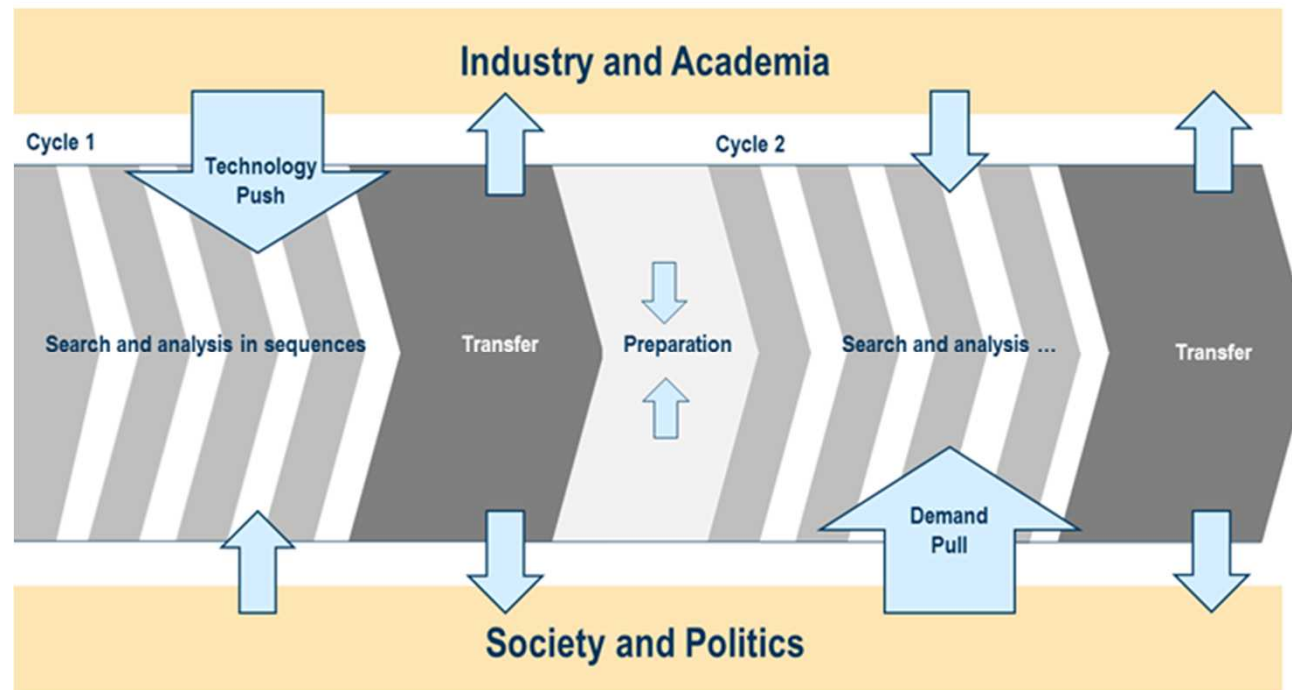 Industry and Academia
Cycle 1
Cycle 2
Technology
Push
Search and analysis in sequences
Transfer
Preparation
Search and analysis …
Transfer
Demand
Pull
Society and Politics